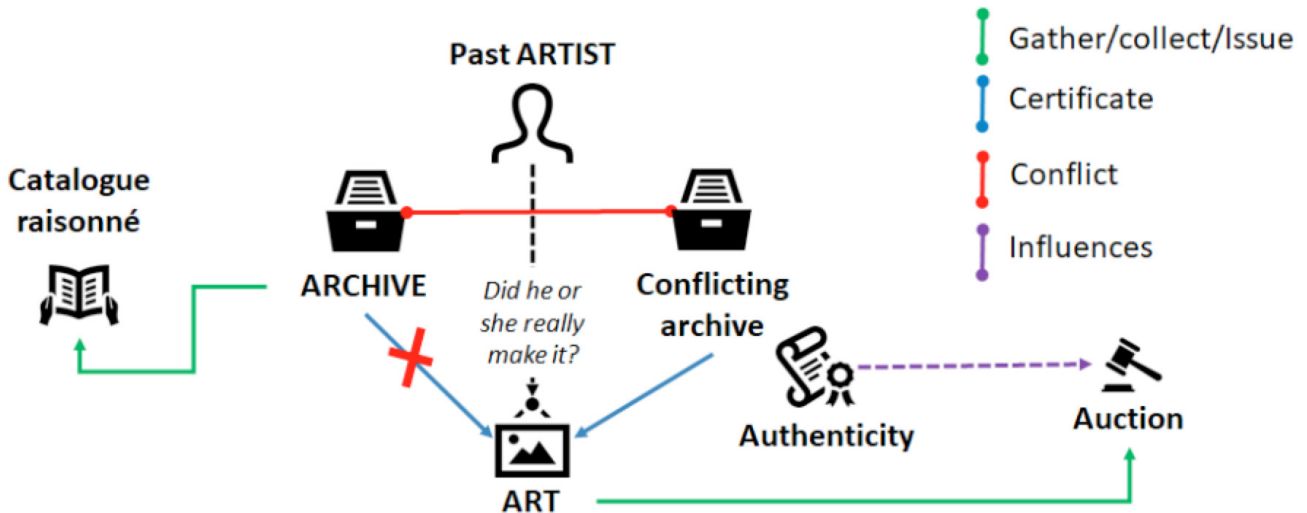 Past ARTIST
Gather/collect/Issue
Certificate
Conflict
Influences
Catalogue
raisonné
ARCHIVE
Did he or
she really
make it?
Conflicting
archive
Authenticity
Auction
ART